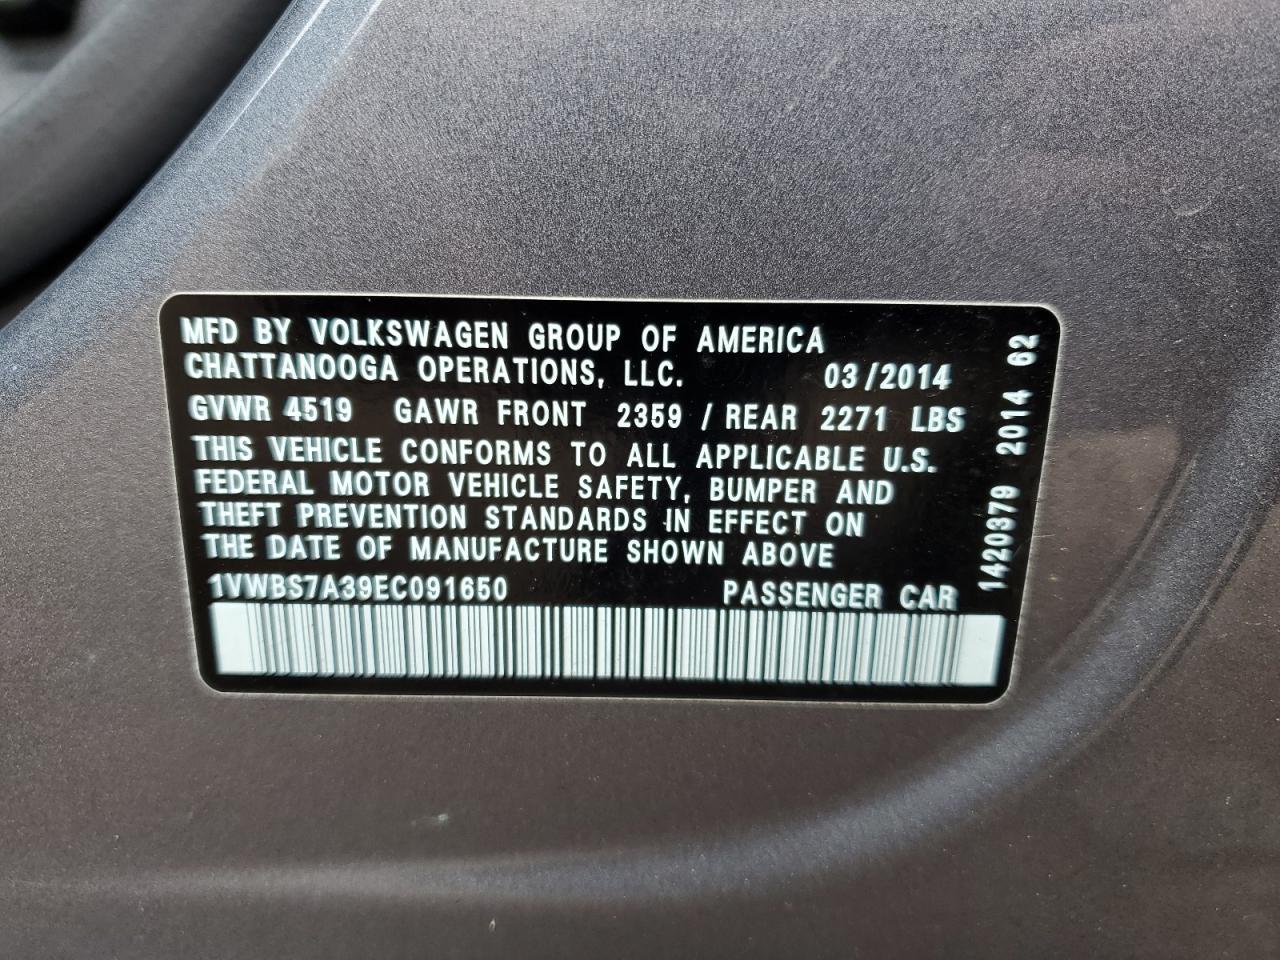 MFD BY VOLKSWAGEN GROUP OF AMERICA
CHATTANOOGA OPERATIONS, LLC. 03/2014
GVWR 4519 GAWR FRONT 2359 / REAR 2271 LBS
THIS VEHICLE CONFORMS TO ALL APPLICABLE U.S.
FEDERAL MOTOR VEHICLE SAFETY, BUMPER AND
THEFT PREVENTION STANDARDS IN EFFECT ON
THE DATE OF MANUFACTURE SHOWN ABOVE
1VWBS7A39EC091650 PASSENGER CAR
1420379 2014 62